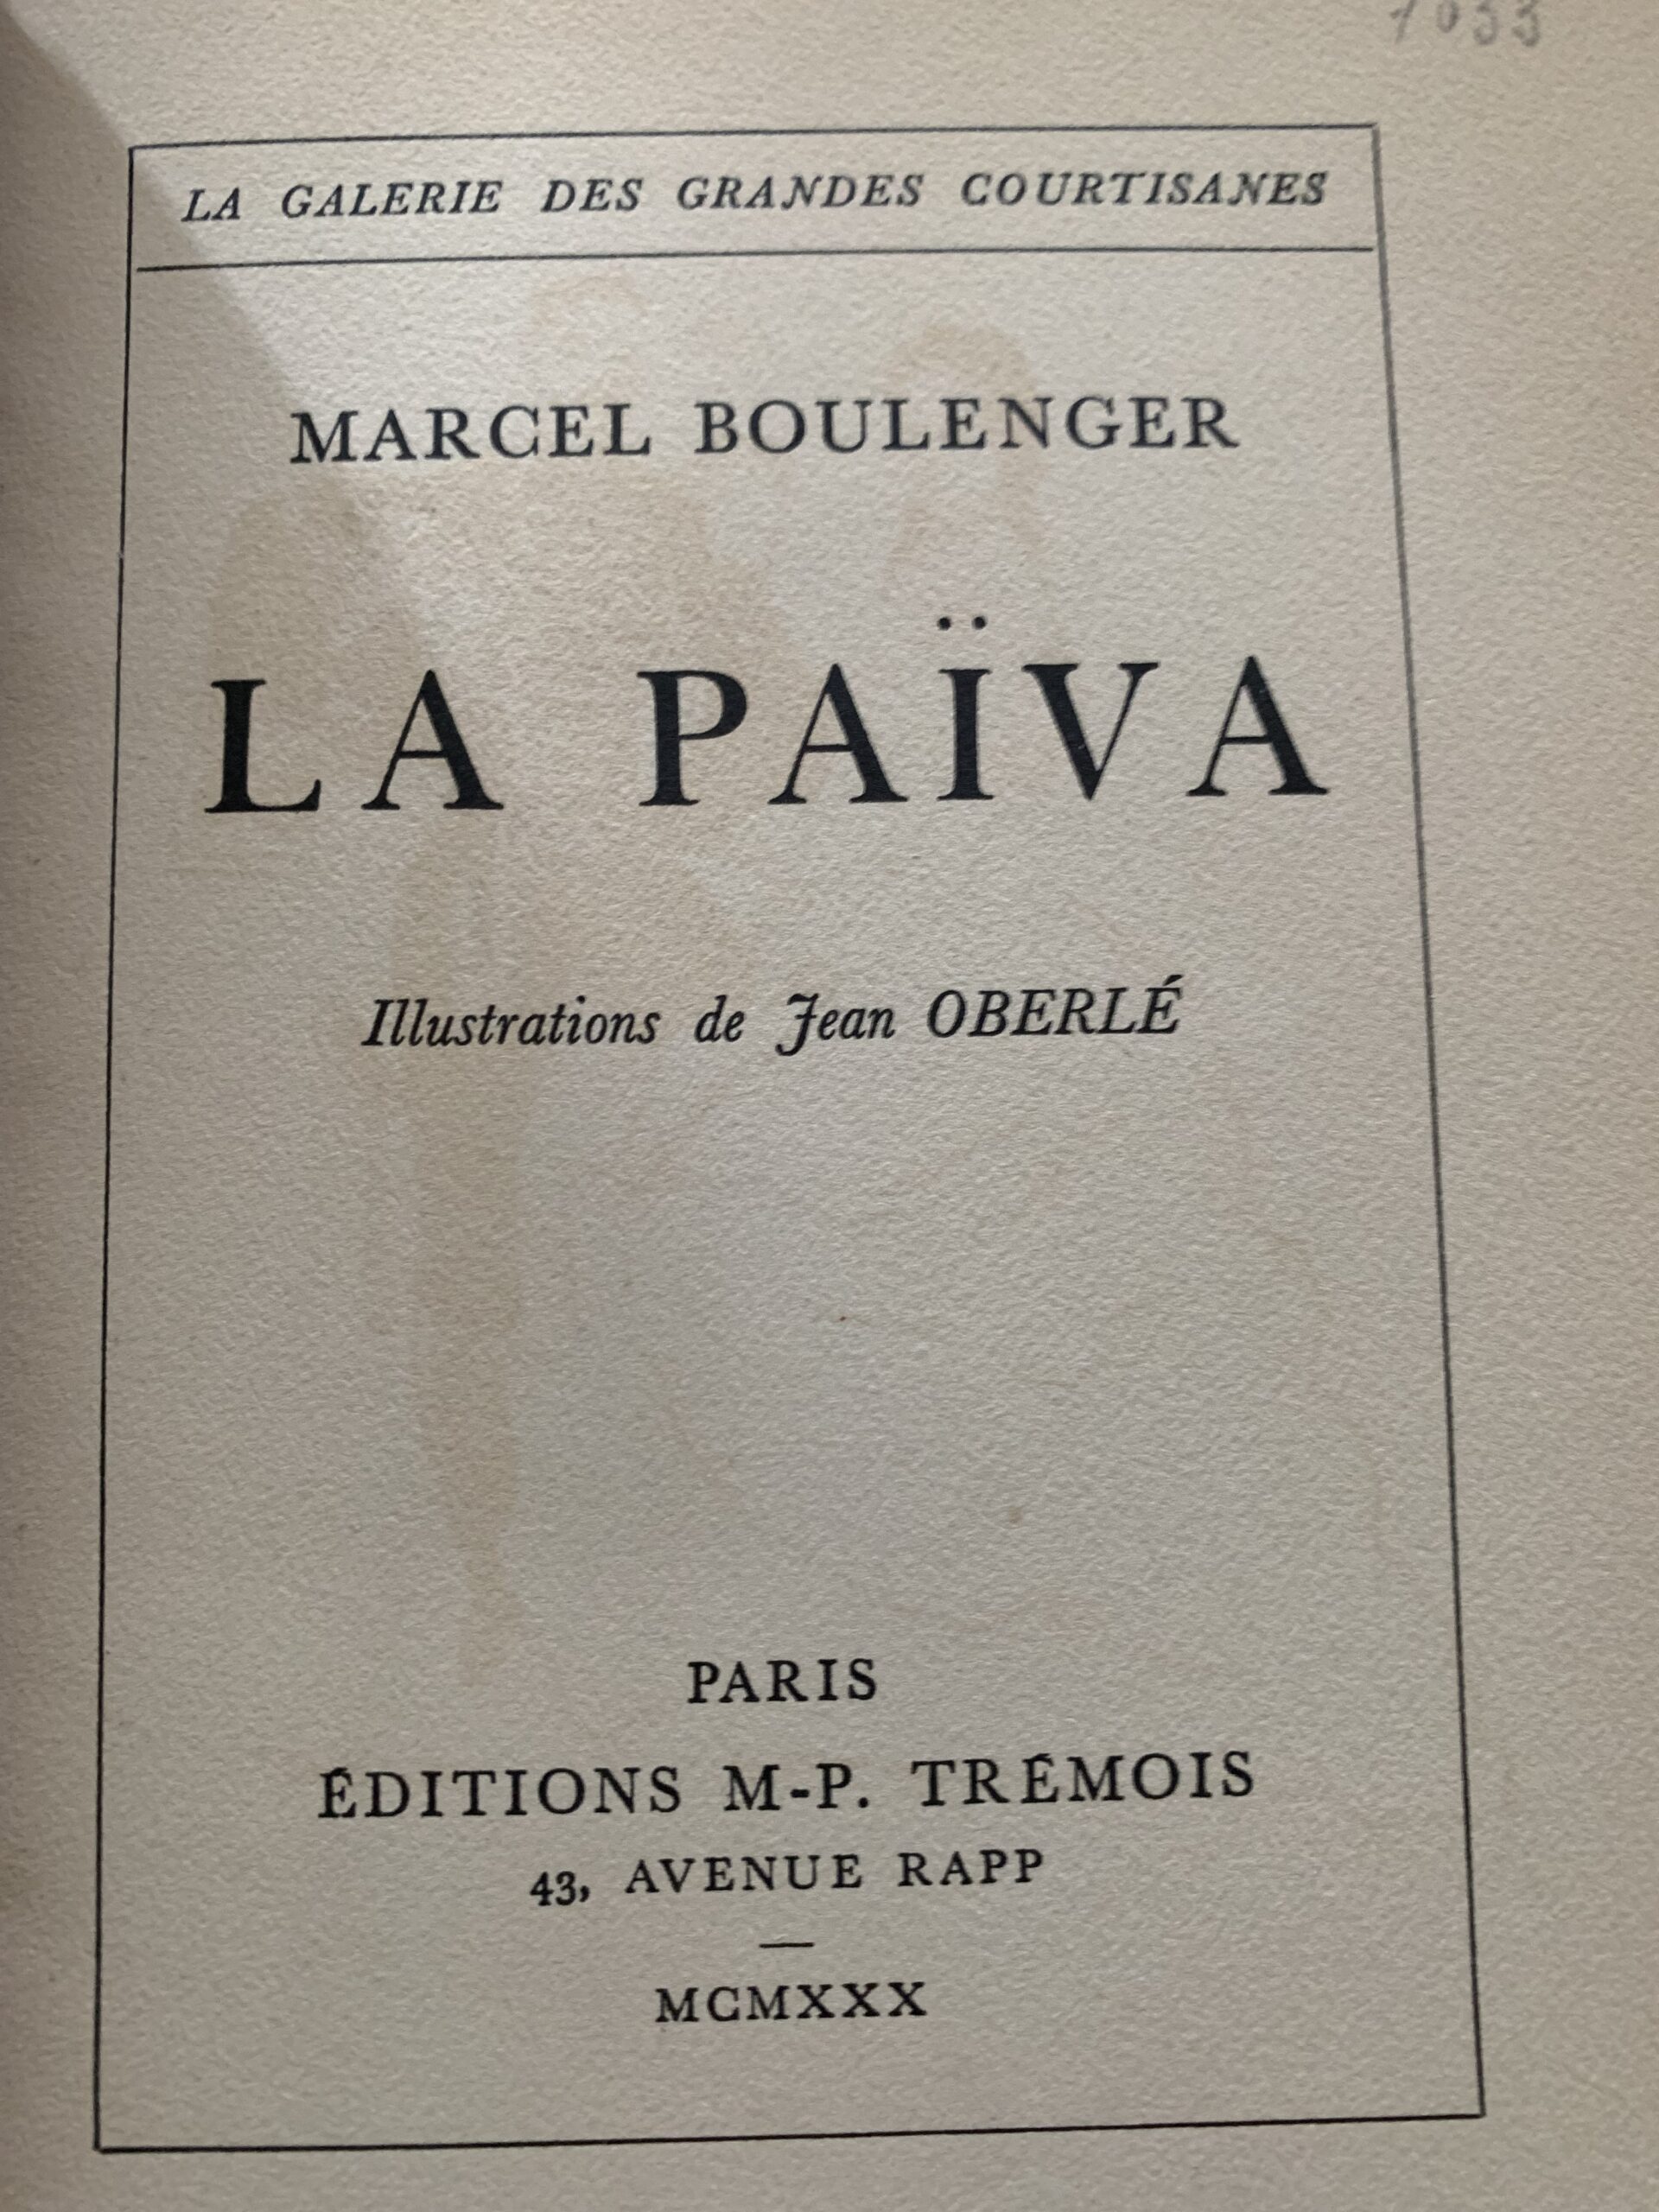 LA GALERIE DES GRANDES COURTISANES
MARCEL BOULENGER
LA PAÏVA
Illustrations de Jean OBERLÉ
PARIS
ÉDITIONS M-P. TRÉMOIS
43, AVENUE RAPP
MCMXXX